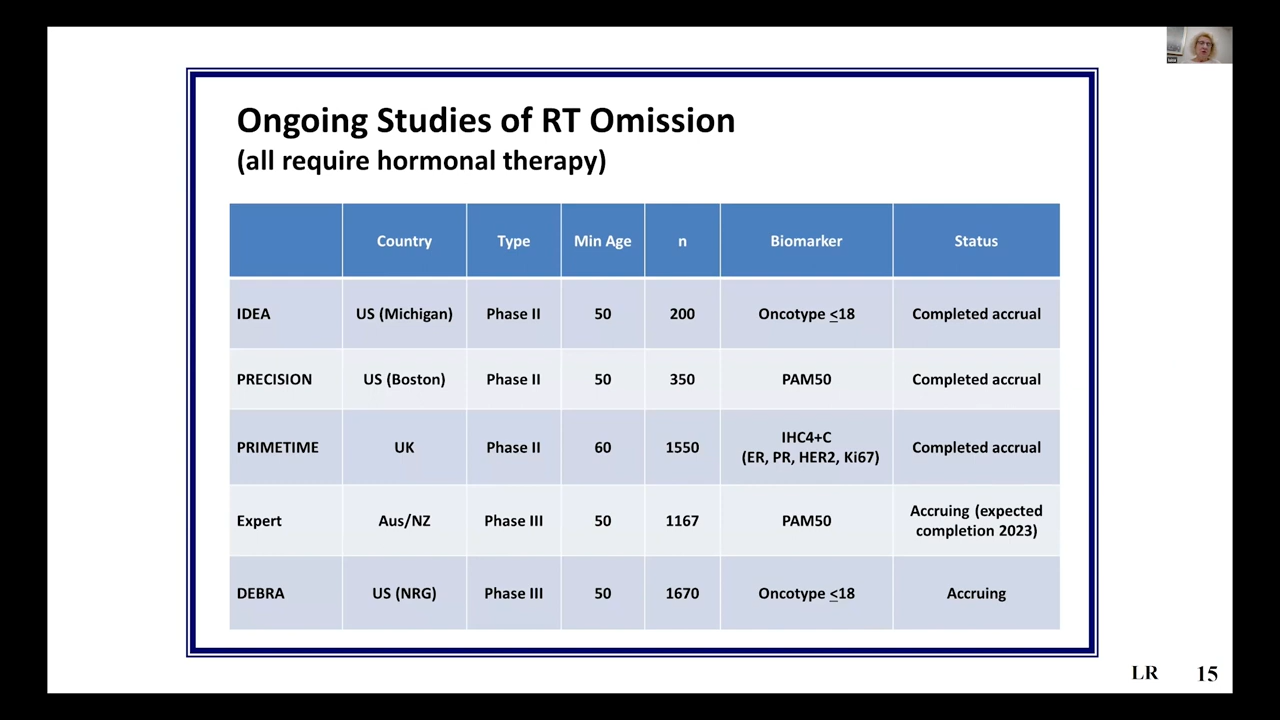 Ongoing Studies of RT Omission
(all require hormonal therapy)
Country Type Min Age n Biomarker Status
IDEA US (Michigan) Phase II 50 200 Oncotype ≤18 Completed accrual
PRECISION US (Boston) Phase II 50 350 PAM50 Completed accrual
PRIMETIME UK Phase II 60 1550 IHC4+C (ER, PR, HER2, Ki67) Completed accrual
Expert Aus/NZ Phase III 50 1167 PAM50 Accruing (expected completion 2023)
DEBRA US (NRG) Phase III 50 1670 Oncotype ≤18 Accruing
LR 15